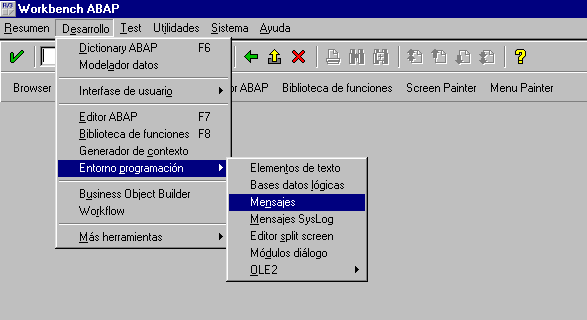 R/3 Workbench ABAP
Resumen Desarrollo Test Utilidades Sistema Ayuda
Dictionary ABAP F6
Modelador datos
Browser or ABAP Biblioteca de funciones Screen Painter Menu Painter
Interfase de usuario
Editor ABAP F7
Biblioteca de funciones F8
Generador de contexto
Entorno programación
Elementos de texto
Bases datos lógicas
Business Object Builder
Mensajes
Workflow
Mensajes SysLog
Más herramientas
Editor split screen
Módulos diálogo
OLE2